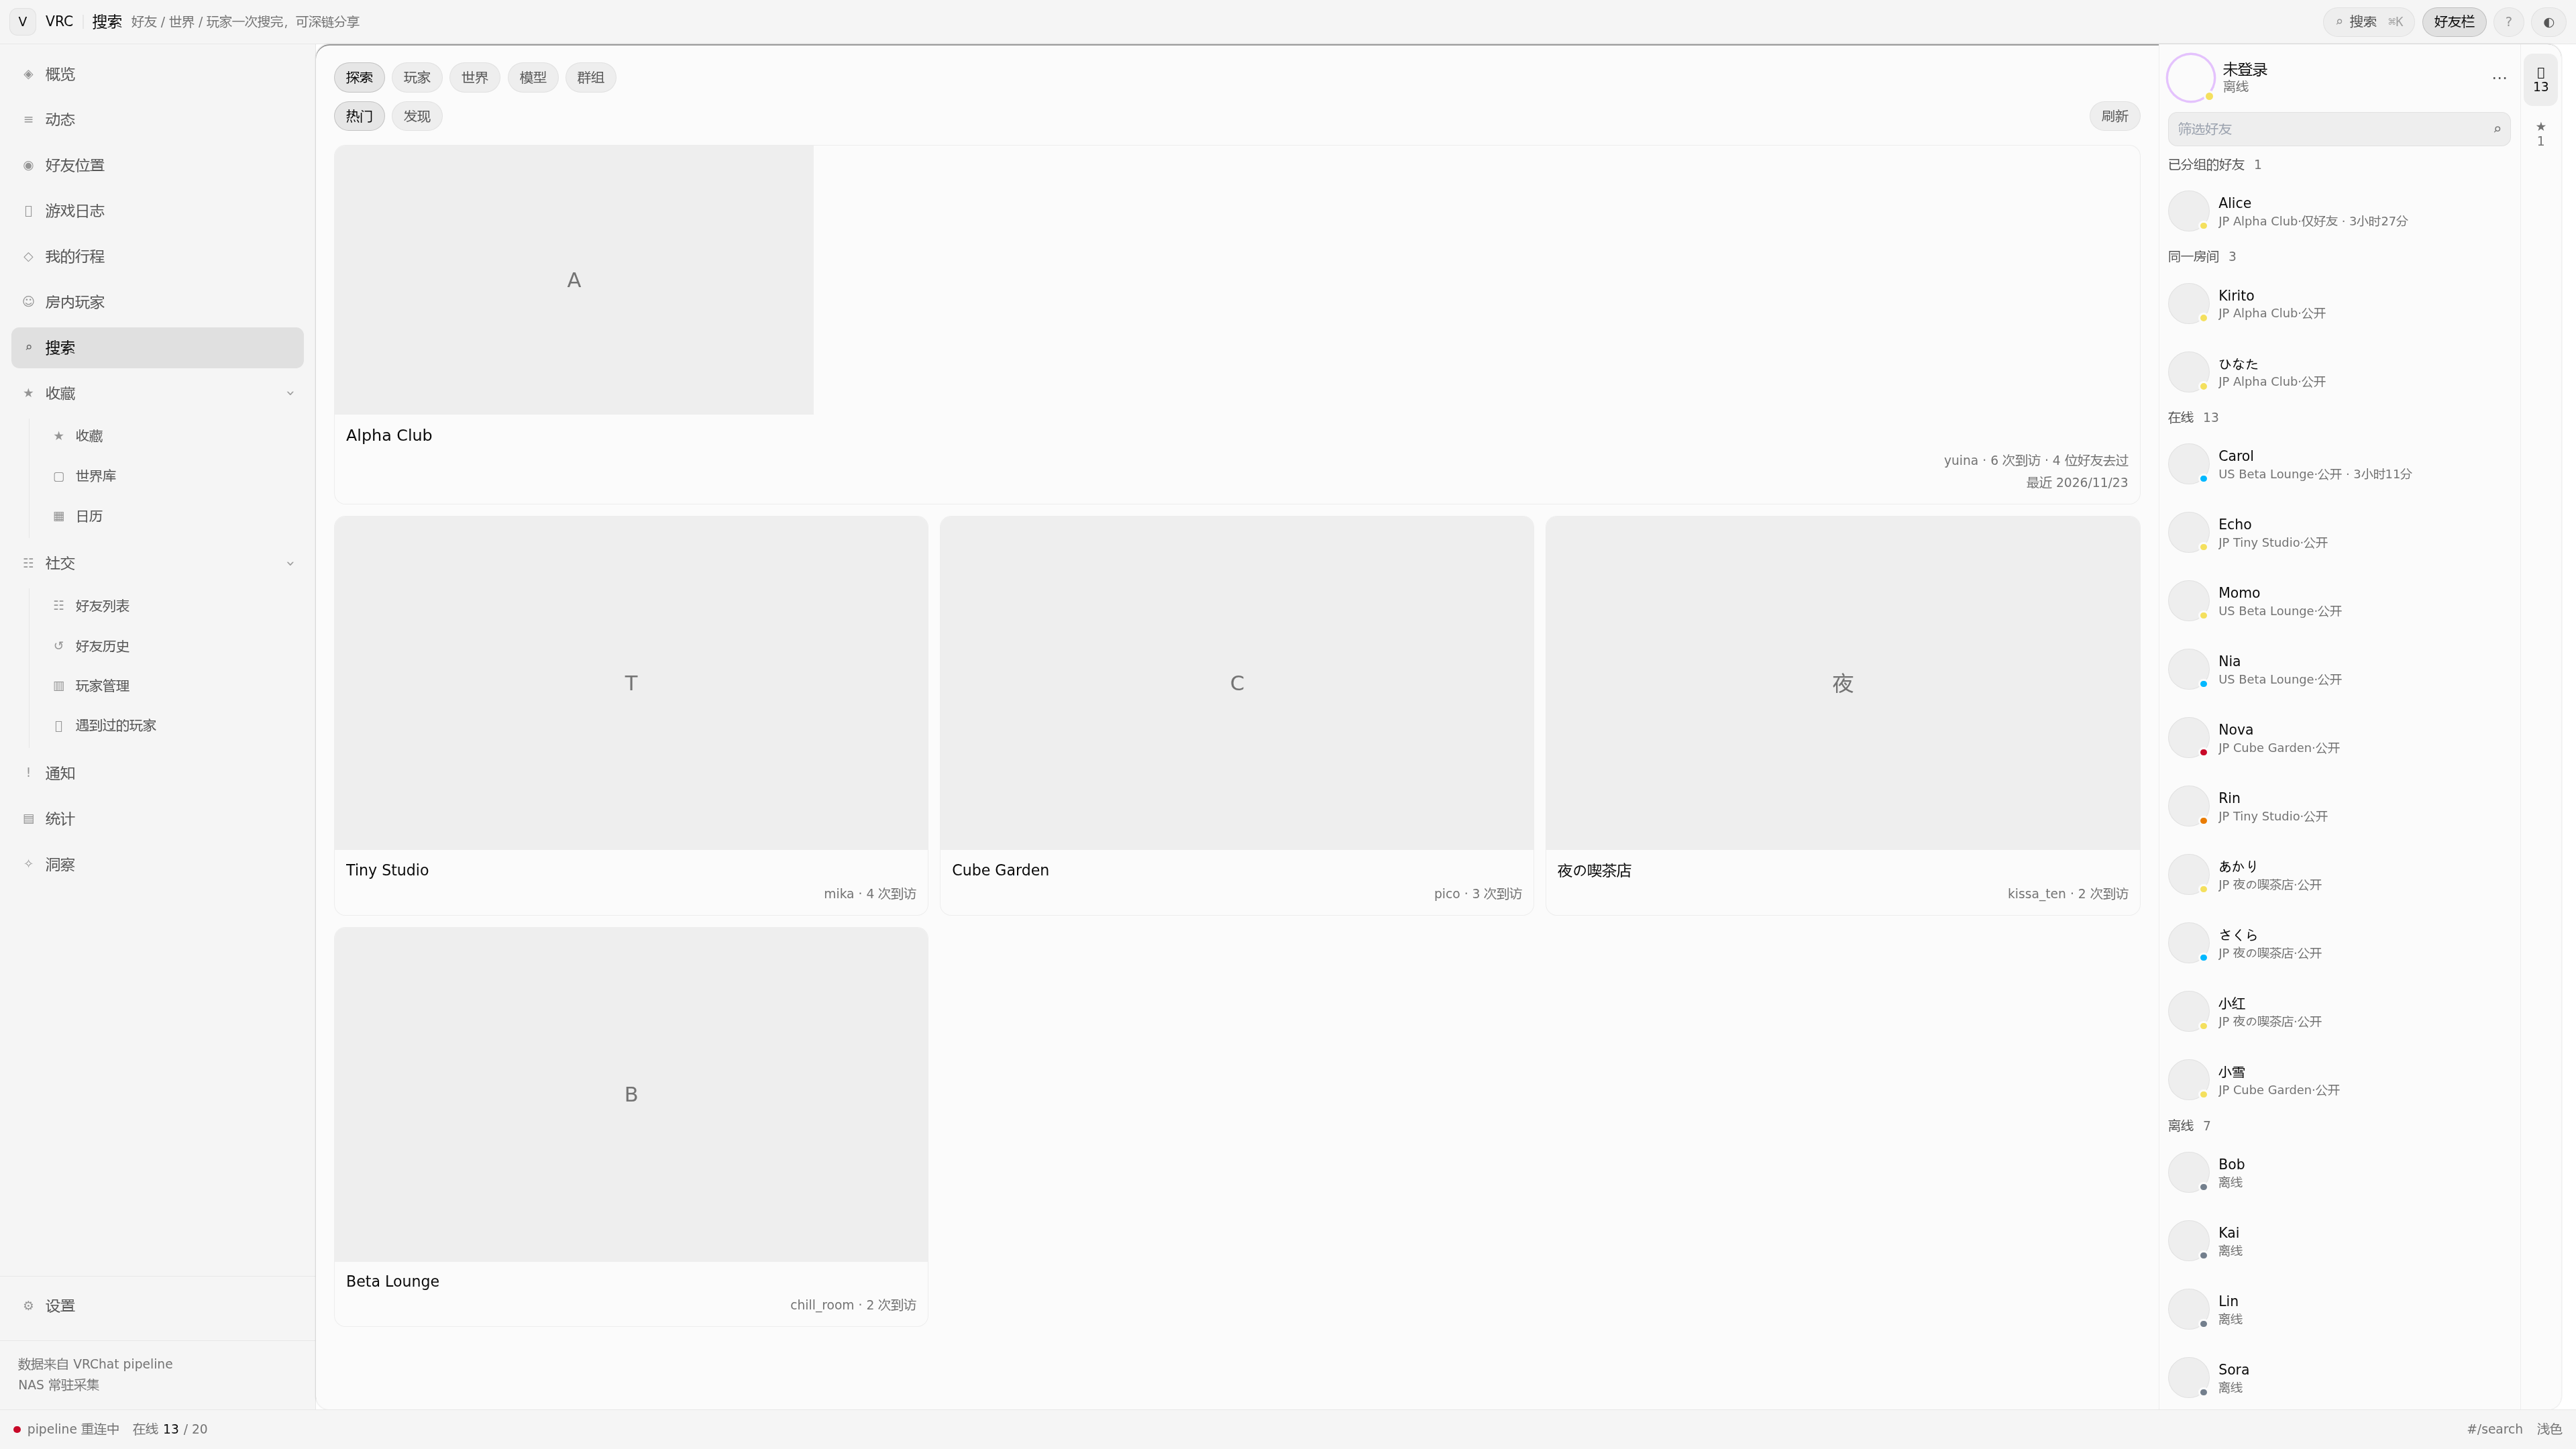 V VRC 搜索 好友 / 世界 / 玩家一次搜完，可深链分享
搜索 ⌘K 好友栏 ?
概览
动态
好友位置
游戏日志
我的行程
房内玩家
搜索
收藏
收藏
世界库
日历
社交
好友列表
好友历史
玩家管理
遇到过的玩家
! 通知
统计
洞察
设置
数据来自 VRChat pipeline
NAS 常驻采集
探索 玩家 世界 模型 群组
热门 发现 刷新
A
Alpha Club
yuina · 6 次到访 · 4 位好友去过
最近 2026/11/23
T
Tiny Studio
mika · 4 次到访
C
Cube Garden
pico · 3 次到访
夜
夜の喫茶店
kissa_ten · 2 次到访
B
Beta Lounge
chill_room · 2 次到访
未登录
离线
...
筛选好友
已分组的好友 1
Alice
JP Alpha Club·仅好友 · 3小时27分
同一房间 3
Kirito
JP Alpha Club·公开
ひなた
JP Alpha Club·公开
在线 13
Carol
US Beta Lounge·公开 · 3小时11分
Echo
JP Tiny Studio·公开
Momo
US Beta Lounge·公开
Nia
US Beta Lounge·公开
Nova
JP Cube Garden·公开
Rin
JP Tiny Studio·公开
あかり
JP 夜の喫茶店·公开
さくら
JP 夜の喫茶店·公开
小红
JP 夜の喫茶店·公开
小雪
JP Cube Garden·公开
离线 7
Bob
离线
Kai
离线
Lin
离线
Sora
离线
13
★
1
pipeline 重连中 在线 13 / 20
#/search 浅色